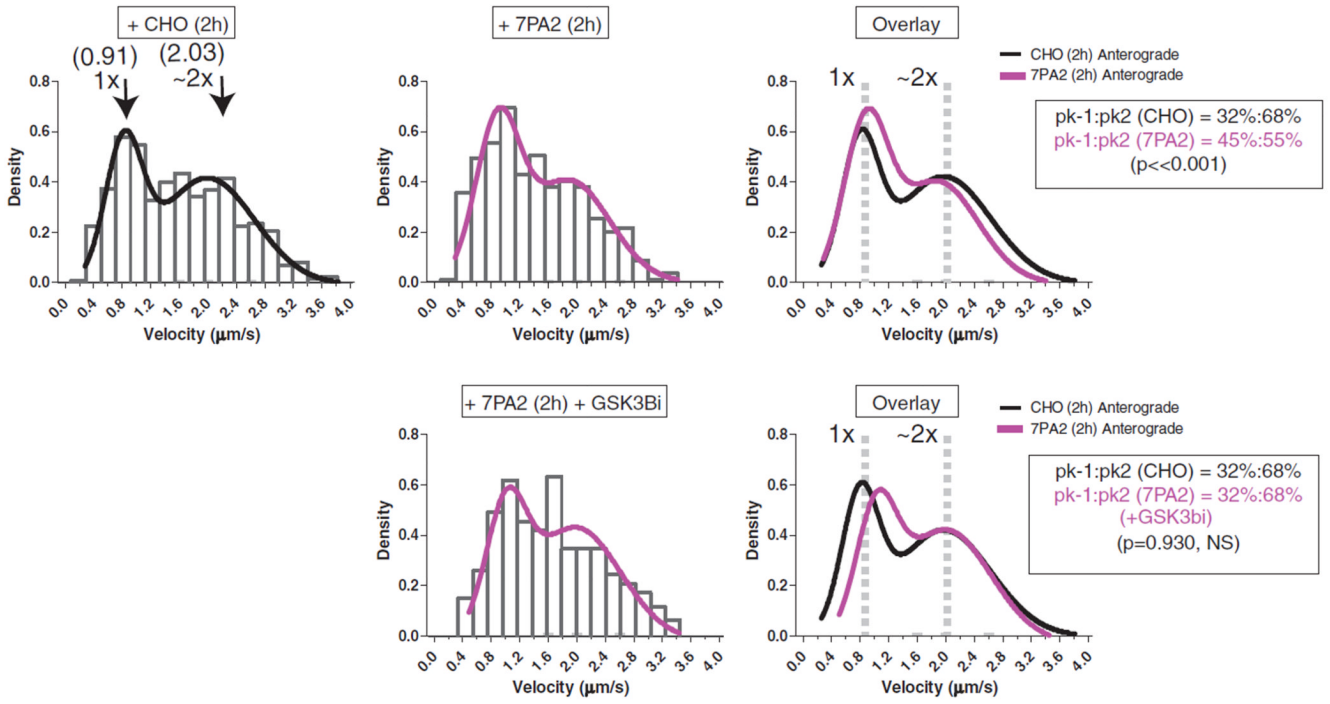 + CHO (2h)
(0.91) (2.03)
1x ~2x
0.8
0.6
0.4
0.2
0.0
Density
0.0 0.4 0.8 1.2 1.6 2.0 2.4 2.8 3.2 3.6 4.0
Velocity (μm/s)
+ 7PA2 (2h)
0.8
0.6
0.4
0.2
0.0
Density
0.0 0.4 0.8 1.2 1.6 2.0 2.4 2.8 3.2 3.6 4.0
Velocity (μm/s)
Overlay
1x ~2x
0.8
0.6
0.4
0.2
0.0
Density
0.0 0.4 0.8 1.2 1.6 2.0 2.4 2.8 3.2 3.6 4.0
Velocity (μm/s)
CHO (2h) Anterograde
7PA2 (2h) Anterograde
pk-1:pk2 (CHO) = 32%:68%
pk-1:pk2 (7PA2) = 45%:55%
(p<<0.001)
+ 7PA2 (2h) + GSK3Bi
0.8
0.6
0.4
0.2
0.0
Density
0.0 0.4 0.8 1.2 1.6 2.0 2.4 2.8 3.2 3.6 4.0
Velocity (μm/s)
Overlay
1x ~2x
0.8
0.6
0.4
0.2
0.0
Density
0.0 0.4 0.8 1.2 1.6 2.0 2.4 2.8 3.2 3.6 4.0
Velocity (μm/s)
CHO (2h) Anterograde
7PA2 (2h) Anterograde
pk-1:pk2 (CHO) = 32%:68%
pk-1:pk2 (7PA2) = 32%:68%
(+GSK3bi)
(p=0.930, NS)